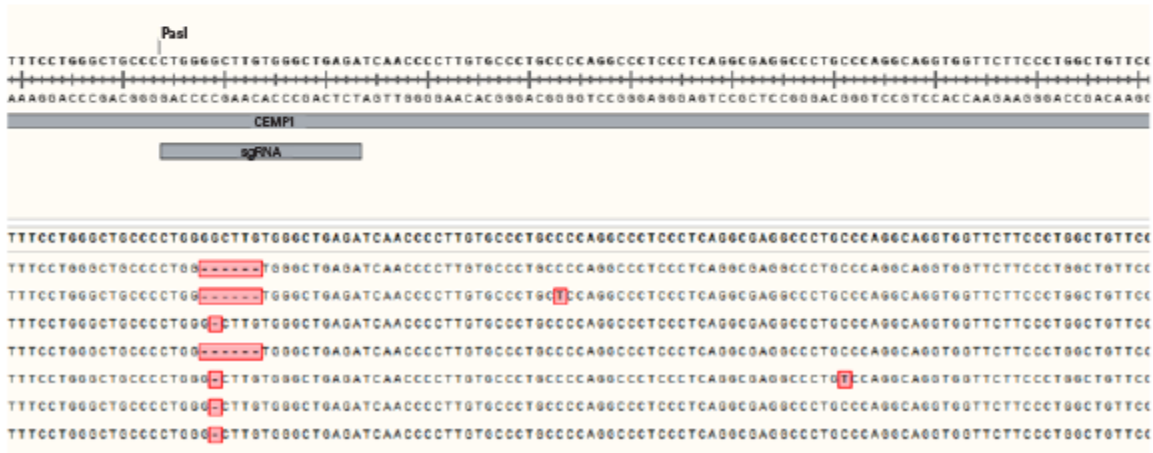 PasI
TTTCCTGGGCTGCCCCTGGGGCTTGTGGGCTGAGATCAACCCCTTGTGCCCTGCCCCAGGCCCTCCCTCAGGCGAGGCCCTGCCCAGGCAGGTGGTTCTTCCCTGGCTGTTCC
AAAGGACCCGACGGGGACCCCGAACACCCGACTCTAGTTGGGGAACACGGGACGGGGTCCGGGAGGGAGTCCGCTCCGGGACGGGTCCGTCCACCAAGAAGGGACCGACAAGG
CEMP1
sgRNA
TTTCCTGGGCTGCCCCTGGGGCTTGTGGGCTGAGATCAACCCCTTGTGCCCTGCCCCAGGCCCTCCCTCAGGCGAGGCCCTGCCCAGGCAGGTGGTTCTTCCCTGGCTGTTCC
TTTCCTGGGCTGCCCCTGG------TGGGCTGAGATCAACCCCTTGTGCCCTGCCCCAGGCCCTCCCTCAGGCGAGGCCCTGCCCAGGCAGGTGGTTCTTCCCTGGCTGTTCC
TTTCCTGGGCTGCCCCTGG------TGGGCTGAGATCAACCCCTTGTGCCCTGCTCCAGGCCCTCCCTCAGGCGAGGCCCTGCCCAGGCAGGTGGTTCTTCCCTGGCTGTTCC
TTTCCTGGGCTGCCCCTGGG-CTTGTGGGCTGAGATCAACCCCTTGTGCCCTGCCCCAGGCCCTCCCTCAGGCGAGGCCCTGCCCAGGCAGGTGGTTCTTCCCTGGCTGTTCC
TTTCCTGGGCTGCCCCTGG------TGGGCTGAGATCAACCCCTTGTGCCCTGCCCCAGGCCCTCCCTCAGGCGAGGCCCTGCCCAGGCAGGTGGTTCTTCCCTGGCTGTTCC
TTTCCTGGGCTGCCCCTGGG-CTTGTGGGCTGAGATCAACCCCTTGTGCCCTGCCCCAGGCCCTCCCTCAGGCGAGGCCCTGTCCAGGCAGGTGGTTCTTCCCTGGCTGTTCC
TTTCCTGGGCTGCCCCTGGG-CTTGTGGGCTGAGATCAACCCCTTGTGCCCTGCCCCAGGCCCTCCCTCAGGCGAGGCCCTGCCCAGGCAGGTGGTTCTTCCCTGGCTGTTCC
TTTCCTGGGCTGCCCCTGGG-CTTGTGGGCTGAGATCAACCCCTTGTGCCCTGCCCCAGGCCCTCCCTCAGGCGAGGCCCTGCCCAGGCAGGTGGTTCTTCCCTGGCTGTTCC